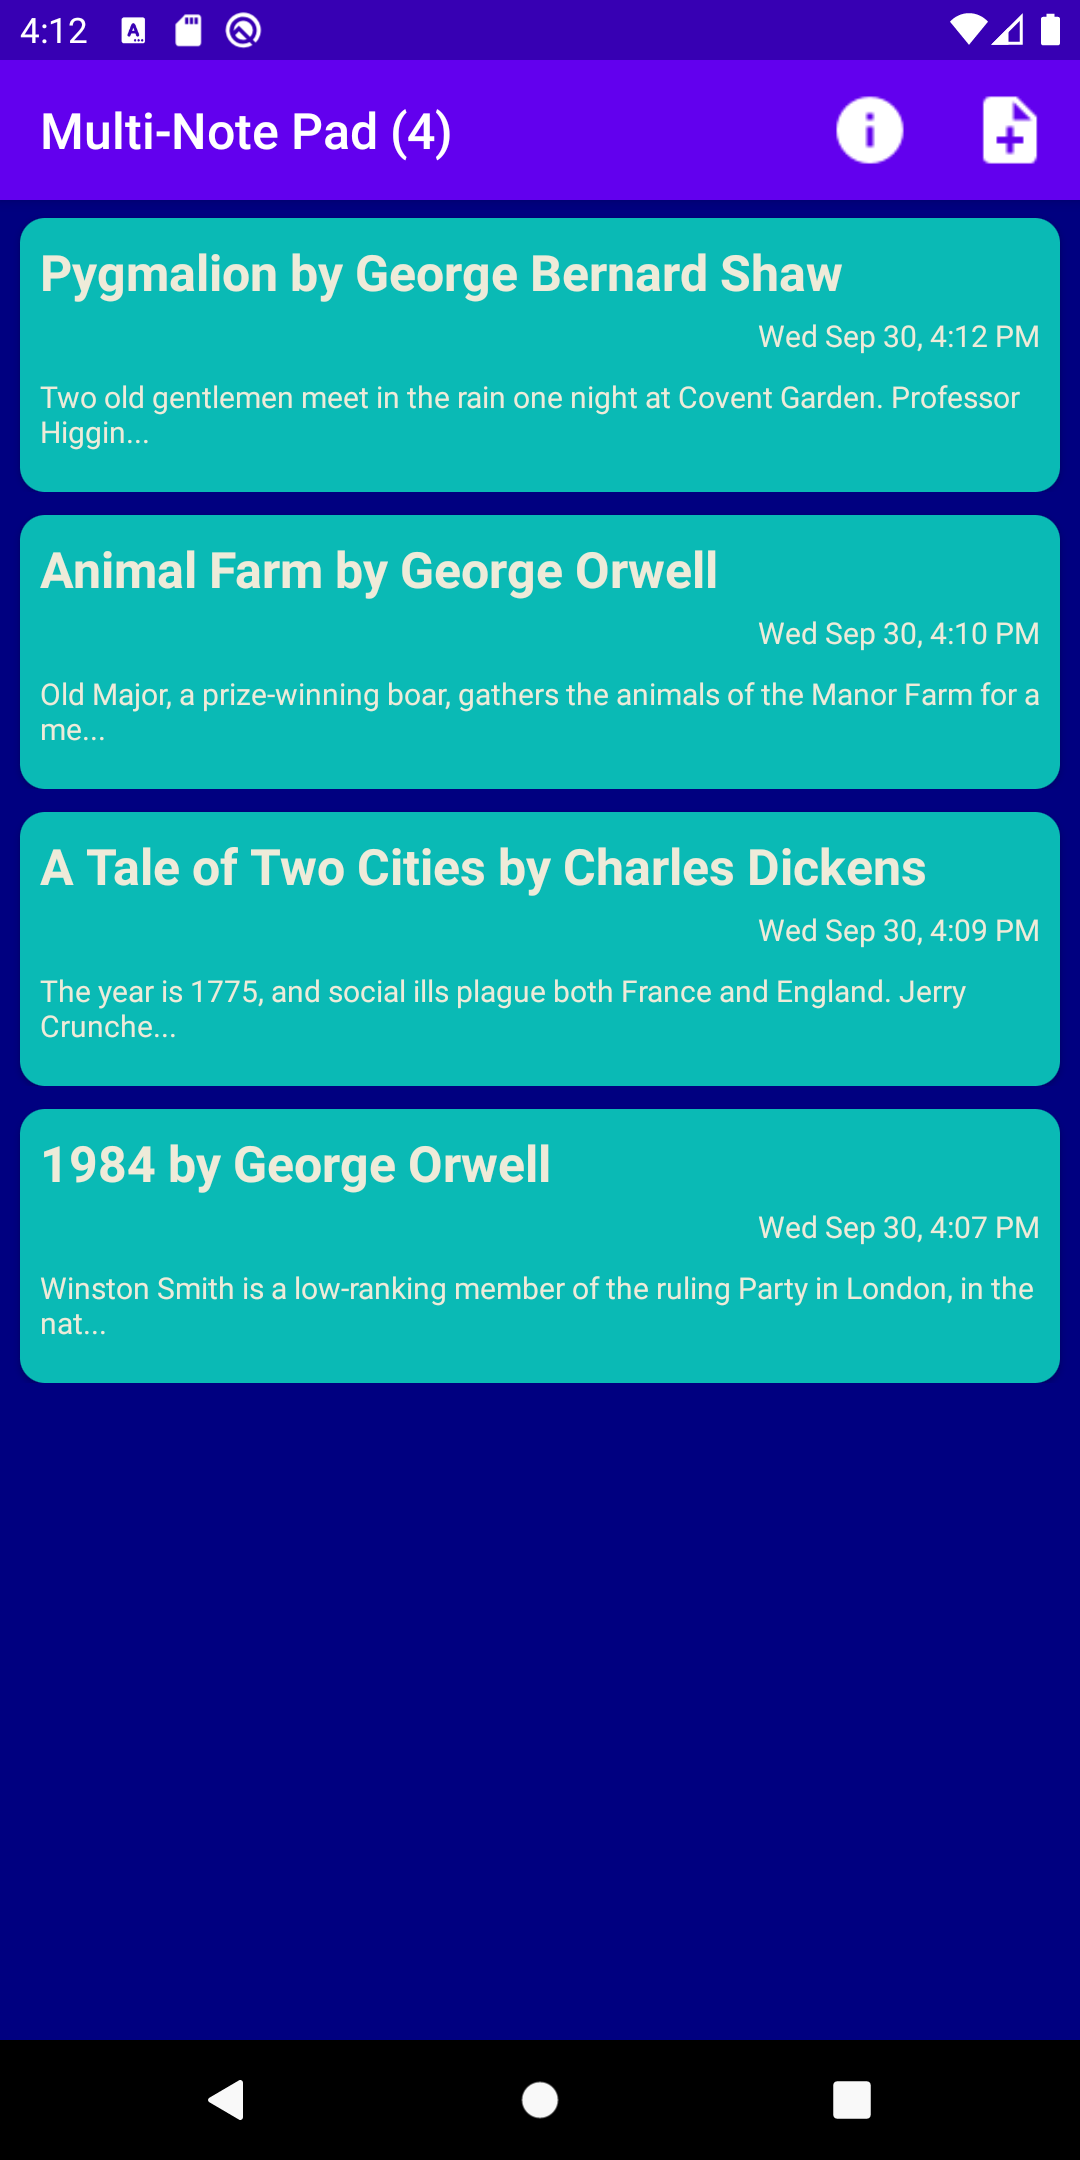 4:12
Multi-Note Pad (4)
Pygmalion by George Bernard Shaw
Wed Sep 30, 4:12 PM
Two old gentlemen meet in the rain one night at Covent Garden. Professor
Higgin...
Animal Farm by George Orwell
Wed Sep 30, 4:10 PM
Old Major, a prize-winning boar, gathers the animals of the Manor Farm for a
me...
A Tale of Two Cities by Charles Dickens
Wed Sep 30, 4:09 PM
The year is 1775, and social ills plague both France and England. Jerry
Crunche...
1984 by George Orwell
Wed Sep 30, 4:07 PM
Winston Smith is a low-ranking member of the ruling Party in London, in the
nat...